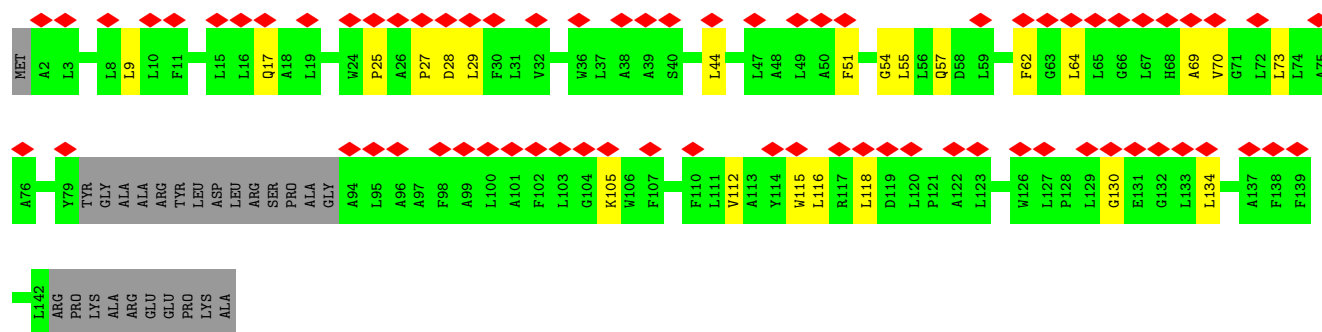 MET A2 L3 L8 L9 L10 F11 L15 L16 Q17 A18 L19 W24 P25 A26 P27 D28 L29 F30 L31 V32 W36 L37 A38 A39 S40 L44 L47 A48 L49 A50 F51 G54 L55 L56 Q57 D58 L59 F62 G63 L64 L65 G66 L67 H68 A69 V70 G71 L72 L73 L74 A75
A76 Y79 TYR GLY ALA ALA ARG TYR LEU ASP LEU ARG SER PRO ALA GLY A94 L95 A96 A97 F98 A99 L100 A101 F102 L103 G104 K105 W106 F107 F110 L111 V112 A113 Y114 W115 L116 R117 L118 D119 L120 P121 A122 L123 W126 L127 P128 L129 G130 E131 G132 L133 L134 A137 F138 F139
L142 ARG PRO LYS ALA ARG GLU GLU PRO LYS ALA